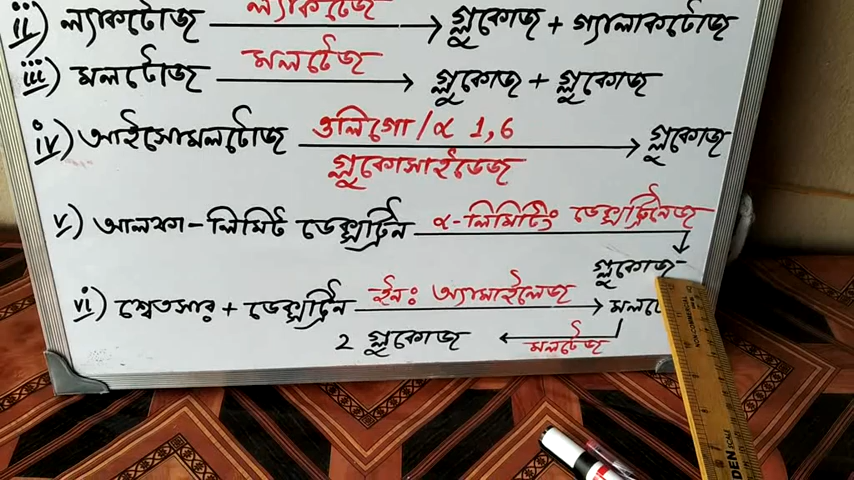 ii) ল্যাকটোজ ল্যাকটেজ → গ্লুকোজ + গ্যালাকটোজ
iii) মলটোজ মলটেজ → গ্লুকোজ + গ্লুকোজ
iv) আইসোমলটোজ ওলিগো/α 1,6 গ্লুকোসাইডেজ → গ্লুকোজ
v) আলফা-লিমিট ডেক্সট্রিন α-লিমিটিং ডেক্সট্রিনেজ
গ্লুকোজ
vi) শ্বেতসার + ডেক্সট্রিন ইনঃ অ্যামাইলেজ →
2 গ্লুকোজ ← মলটেজ